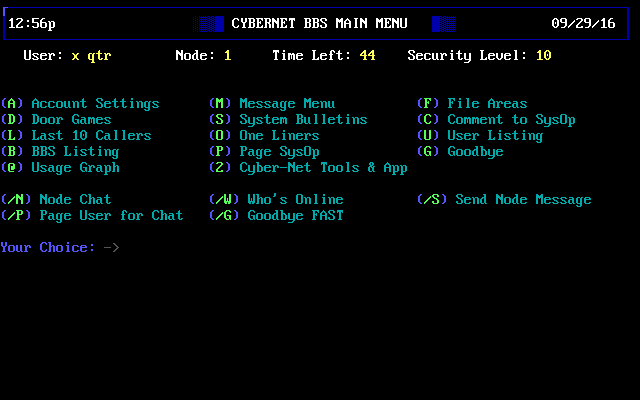 12:56p CYBERNET BBS MAIN MENU 09/29/16
User: x qtr Node: 1 Time Left: 44 Security Level: 10
(A) Account Settings (M) Message Menu (F) File Areas
(D) Door Games (S) System Bulletins (C) Comment to SysOp
(L) Last 10 Callers (O) One Liners (U) User Listing
(B) BBS Listing (P) Page SysOp (G) Goodbye
(@) Usage Graph (2) Cyber-Net Tools & App
(/N) Node Chat (/W) Who's Online (/S) Send Node Message
(/P) Page User for Chat (/G) Goodbye FAST
Your Choice: ->